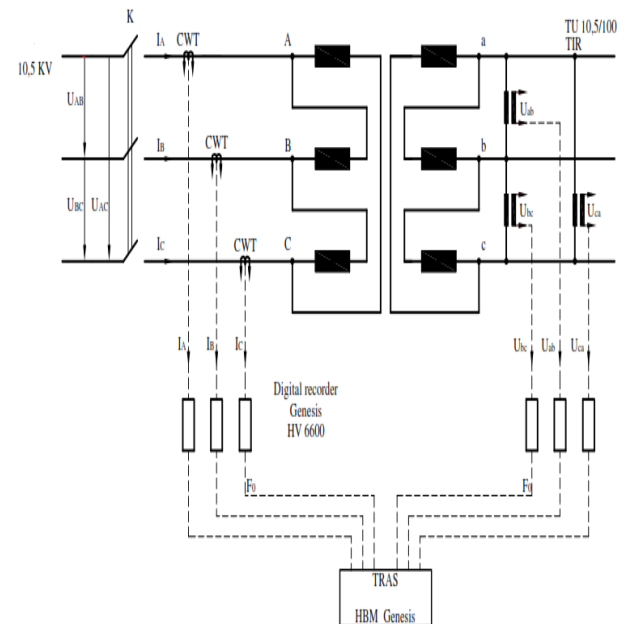 K
10,5 KV
UAB
UBC
UAC
IA
CWT
A
IB
CWT
B
IC
CWT
C
a
b
c
TU 10,5/100
TIR
Uab
Ubc
Uca
IA
IB
IC
Ubc
Uab
Uca
Digital recorder
Genesis
HV 6600
F0
F0
TRAS
HBM Genesis